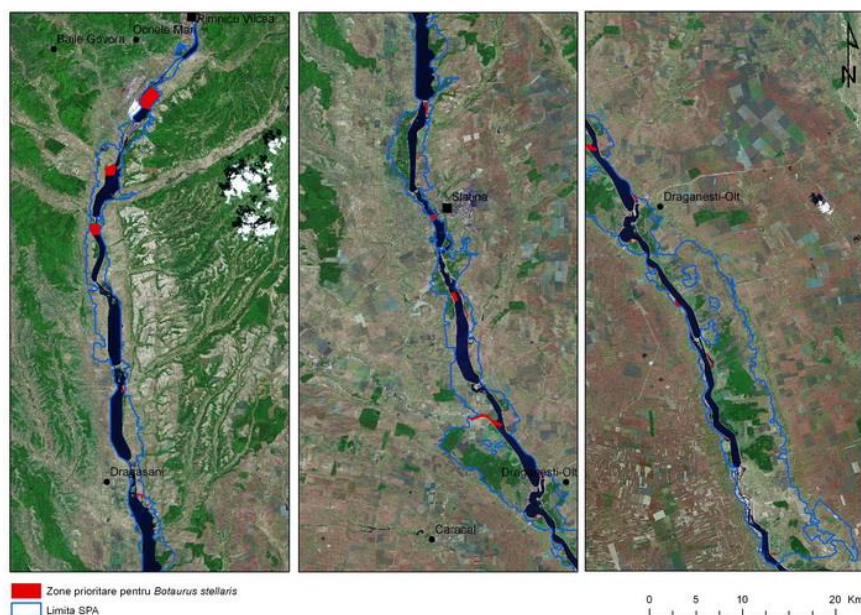 Rimnicu Vilcea
Ocnele Mari
Baile Govora
Dragasani
Slatina
Draganesti-Olt
Caracal
Draganesti-Olt
N
Zone prioritare pentru Botaurus stellaris
Limita SPA
0 5 10 20 Km